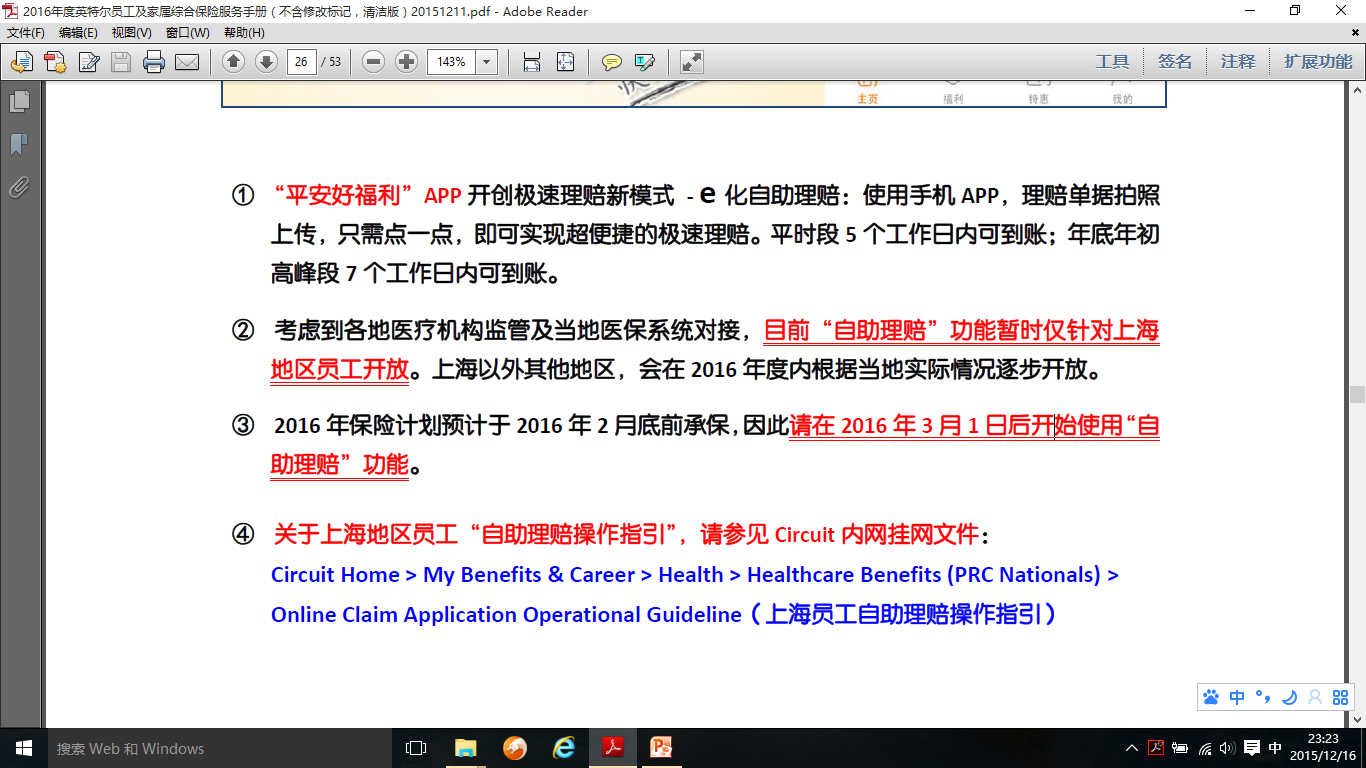 2016年度英特尔员工及家属综合保险服务手册（不含修改标记，清洁版）20151211.pdf - Adobe Reader
文件(F) 编辑(E) 视图(V) 窗口(W) 帮助(H)
26 / 53 143% 工具 签名 注释 扩展功能
主页 福利 特惠 我的
① “平安好福利”APP 开创极速理赔新模式 - e 化自助理赔：使用手机 APP，理赔单据拍照
上传，只需点一点，即可实现超便捷的极速理赔。平时段 5 个工作日内可到账；年底年初
高峰段 7 个工作日内可到账。
② 考虑到各地医疗机构监管及当地医保系统对接，目前“自助理赔”功能暂时仅针对上海
地区员工开放。上海以外其他地区，会在 2016 年度内根据当地实际情况逐步开放。
③ 2016 年保险计划预计于 2016 年 2 月底前承保，因此请在 2016 年 3 月 1 日后开始使用“自
助理赔”功能。
④ 关于上海地区员工“自助理赔操作指引”，请参见 Circuit 内网挂网文件：
Circuit Home > My Benefits & Career > Health > Healthcare Benefits (PRC Nationals) >
Online Claim Application Operational Guideline（上海员工自助理赔操作指引）
中
搜索 Web 和 Windows
中
23:23
2015/12/16